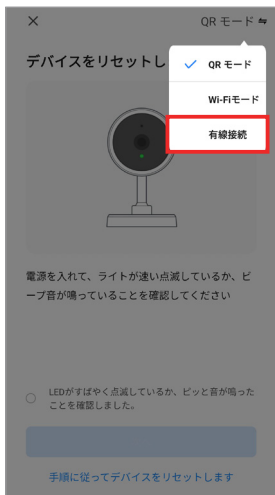 QR モード
デバイスをリセットし
QR モード
Wi-Fiモード
有線接続
電源を入れて、ライトが速い点滅しているか、ビ
ープ音が鳴っていることを確認してください
LEDがすばやく点滅しているか、ピッと音が鳴った
ことを確認しました。
手順に従ってデバイスをリセットします